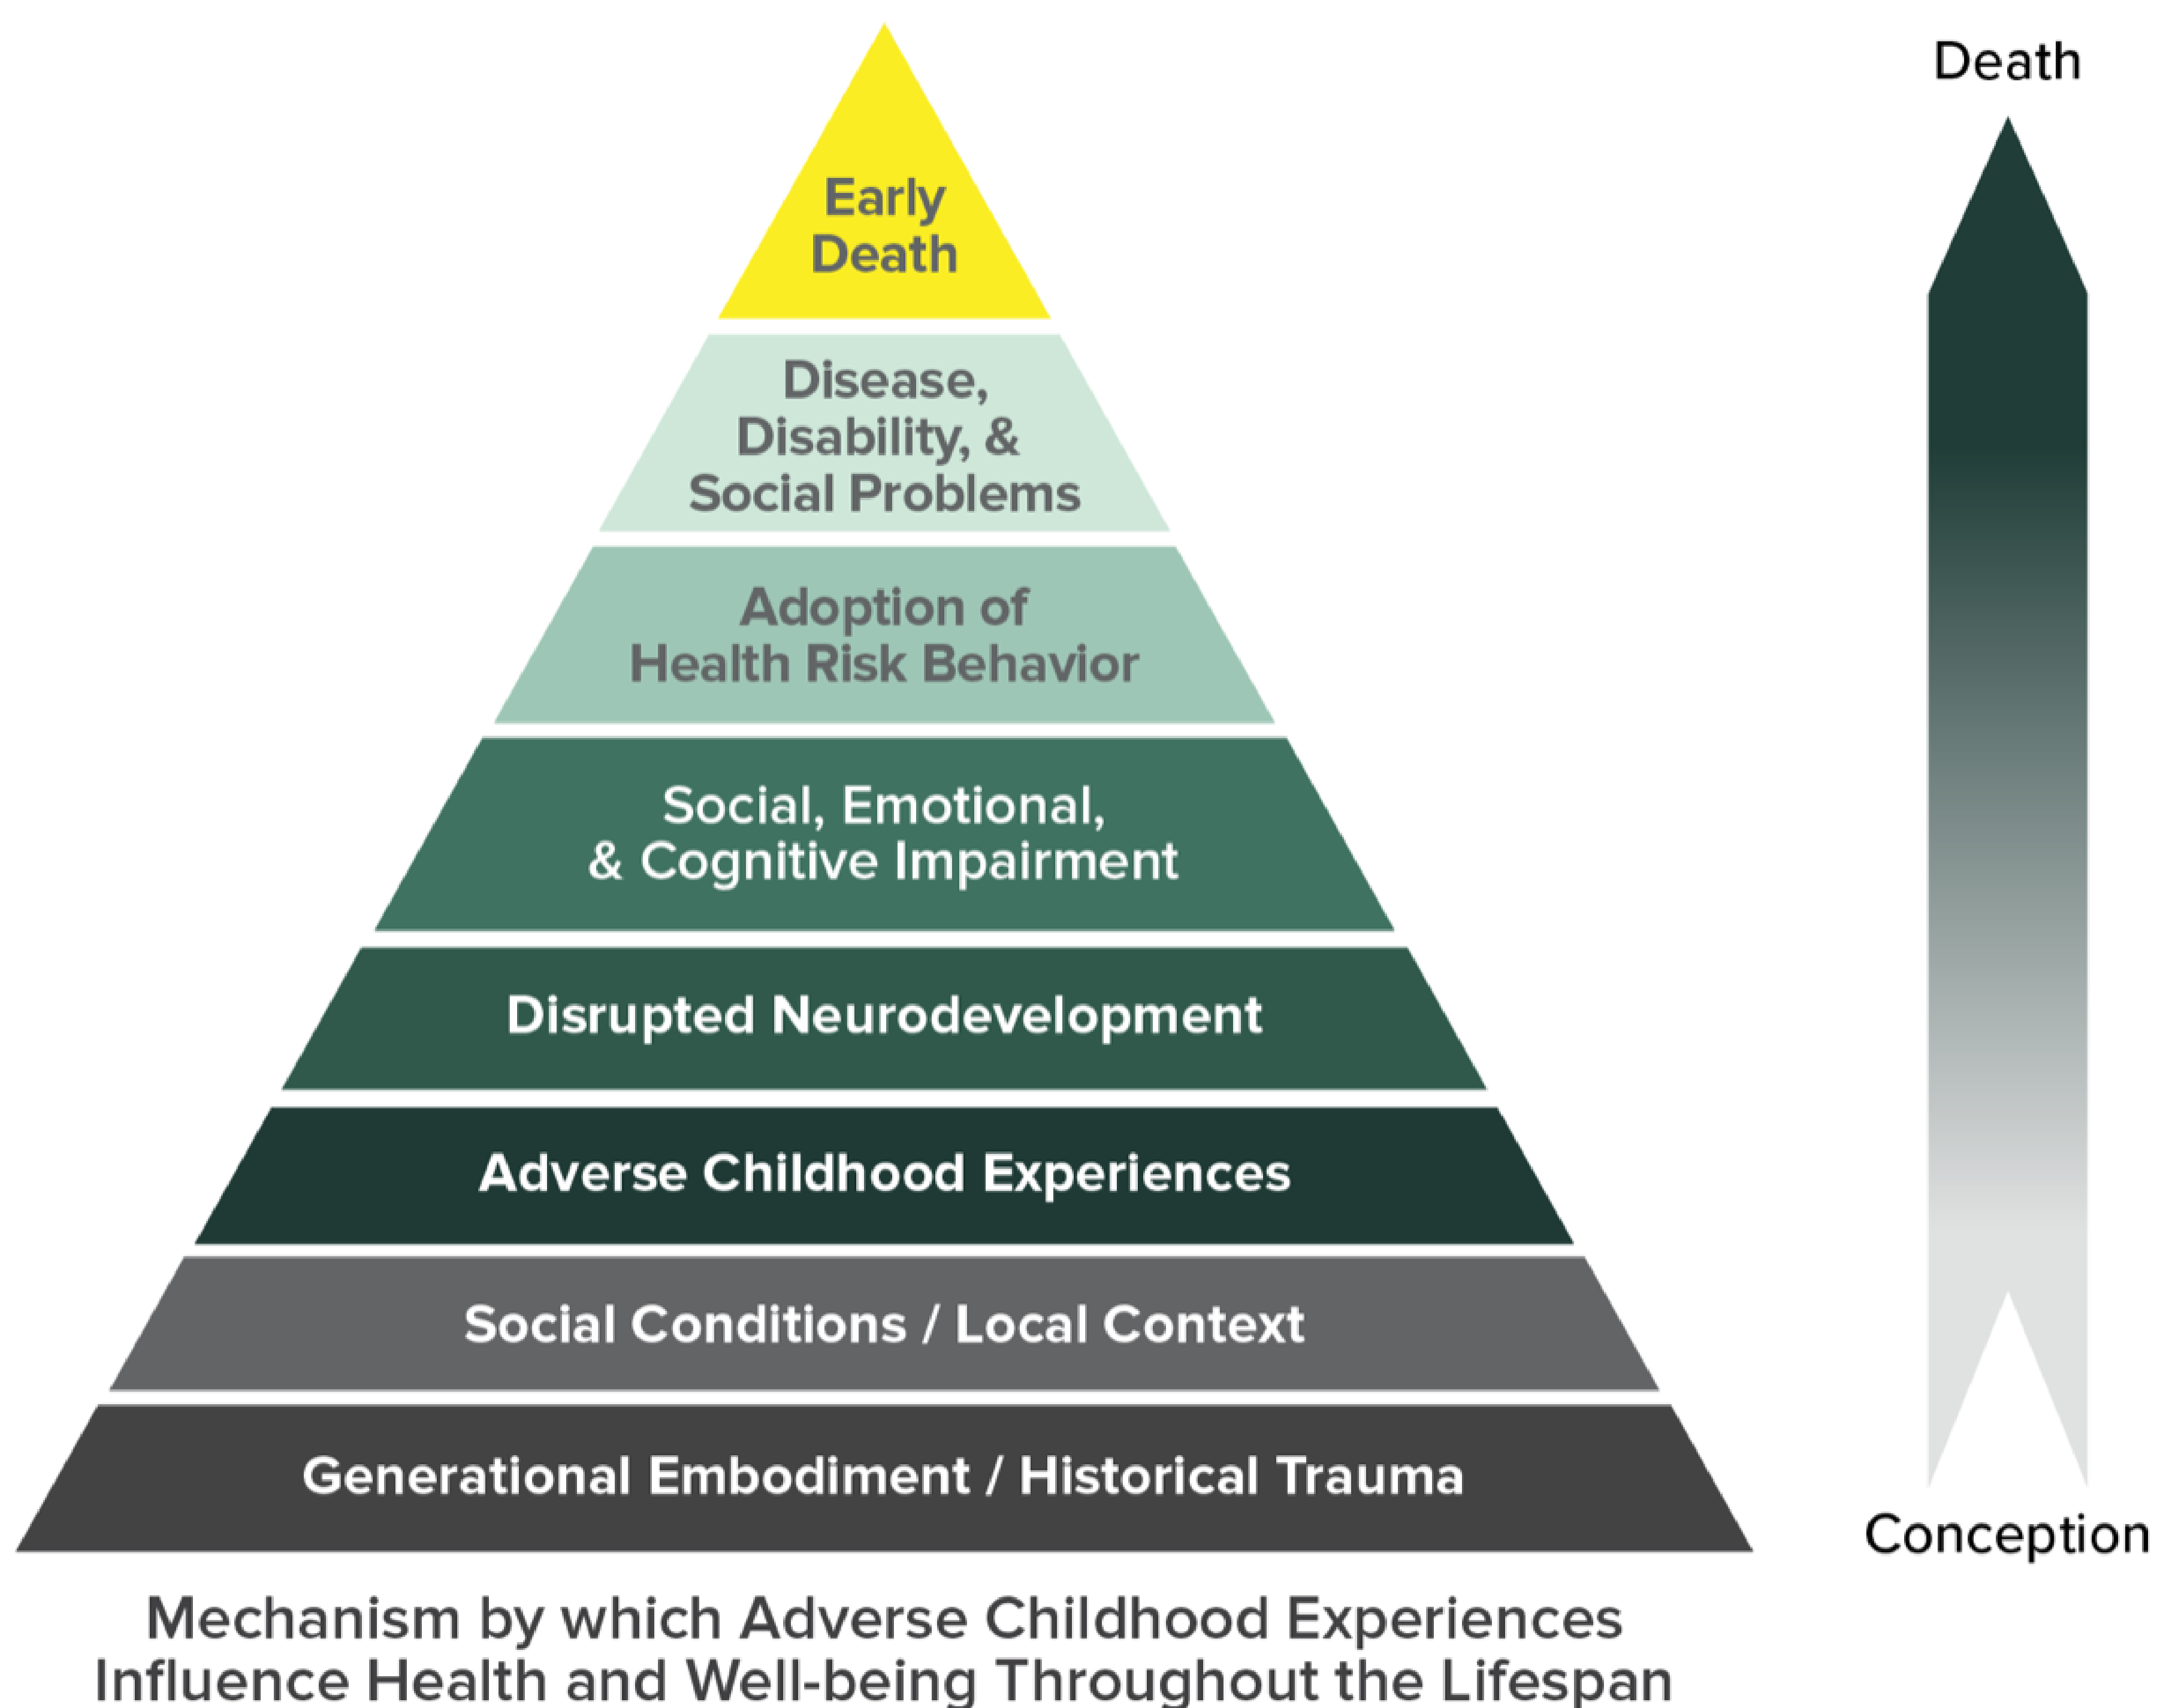 Early
Death
Disease,
Disability, &
Social Problems
Adoption of
Health Risk Behavior
Social, Emotional,
& Cognitive Impairment
Disrupted Neurodevelopment
Adverse Childhood Experiences
Social Conditions / Local Context
Generational Embodiment / Historical Trauma
Mechanism by which Adverse Childhood Experiences
Influence Health and Well-being Throughout the Lifespan
Death
Conception